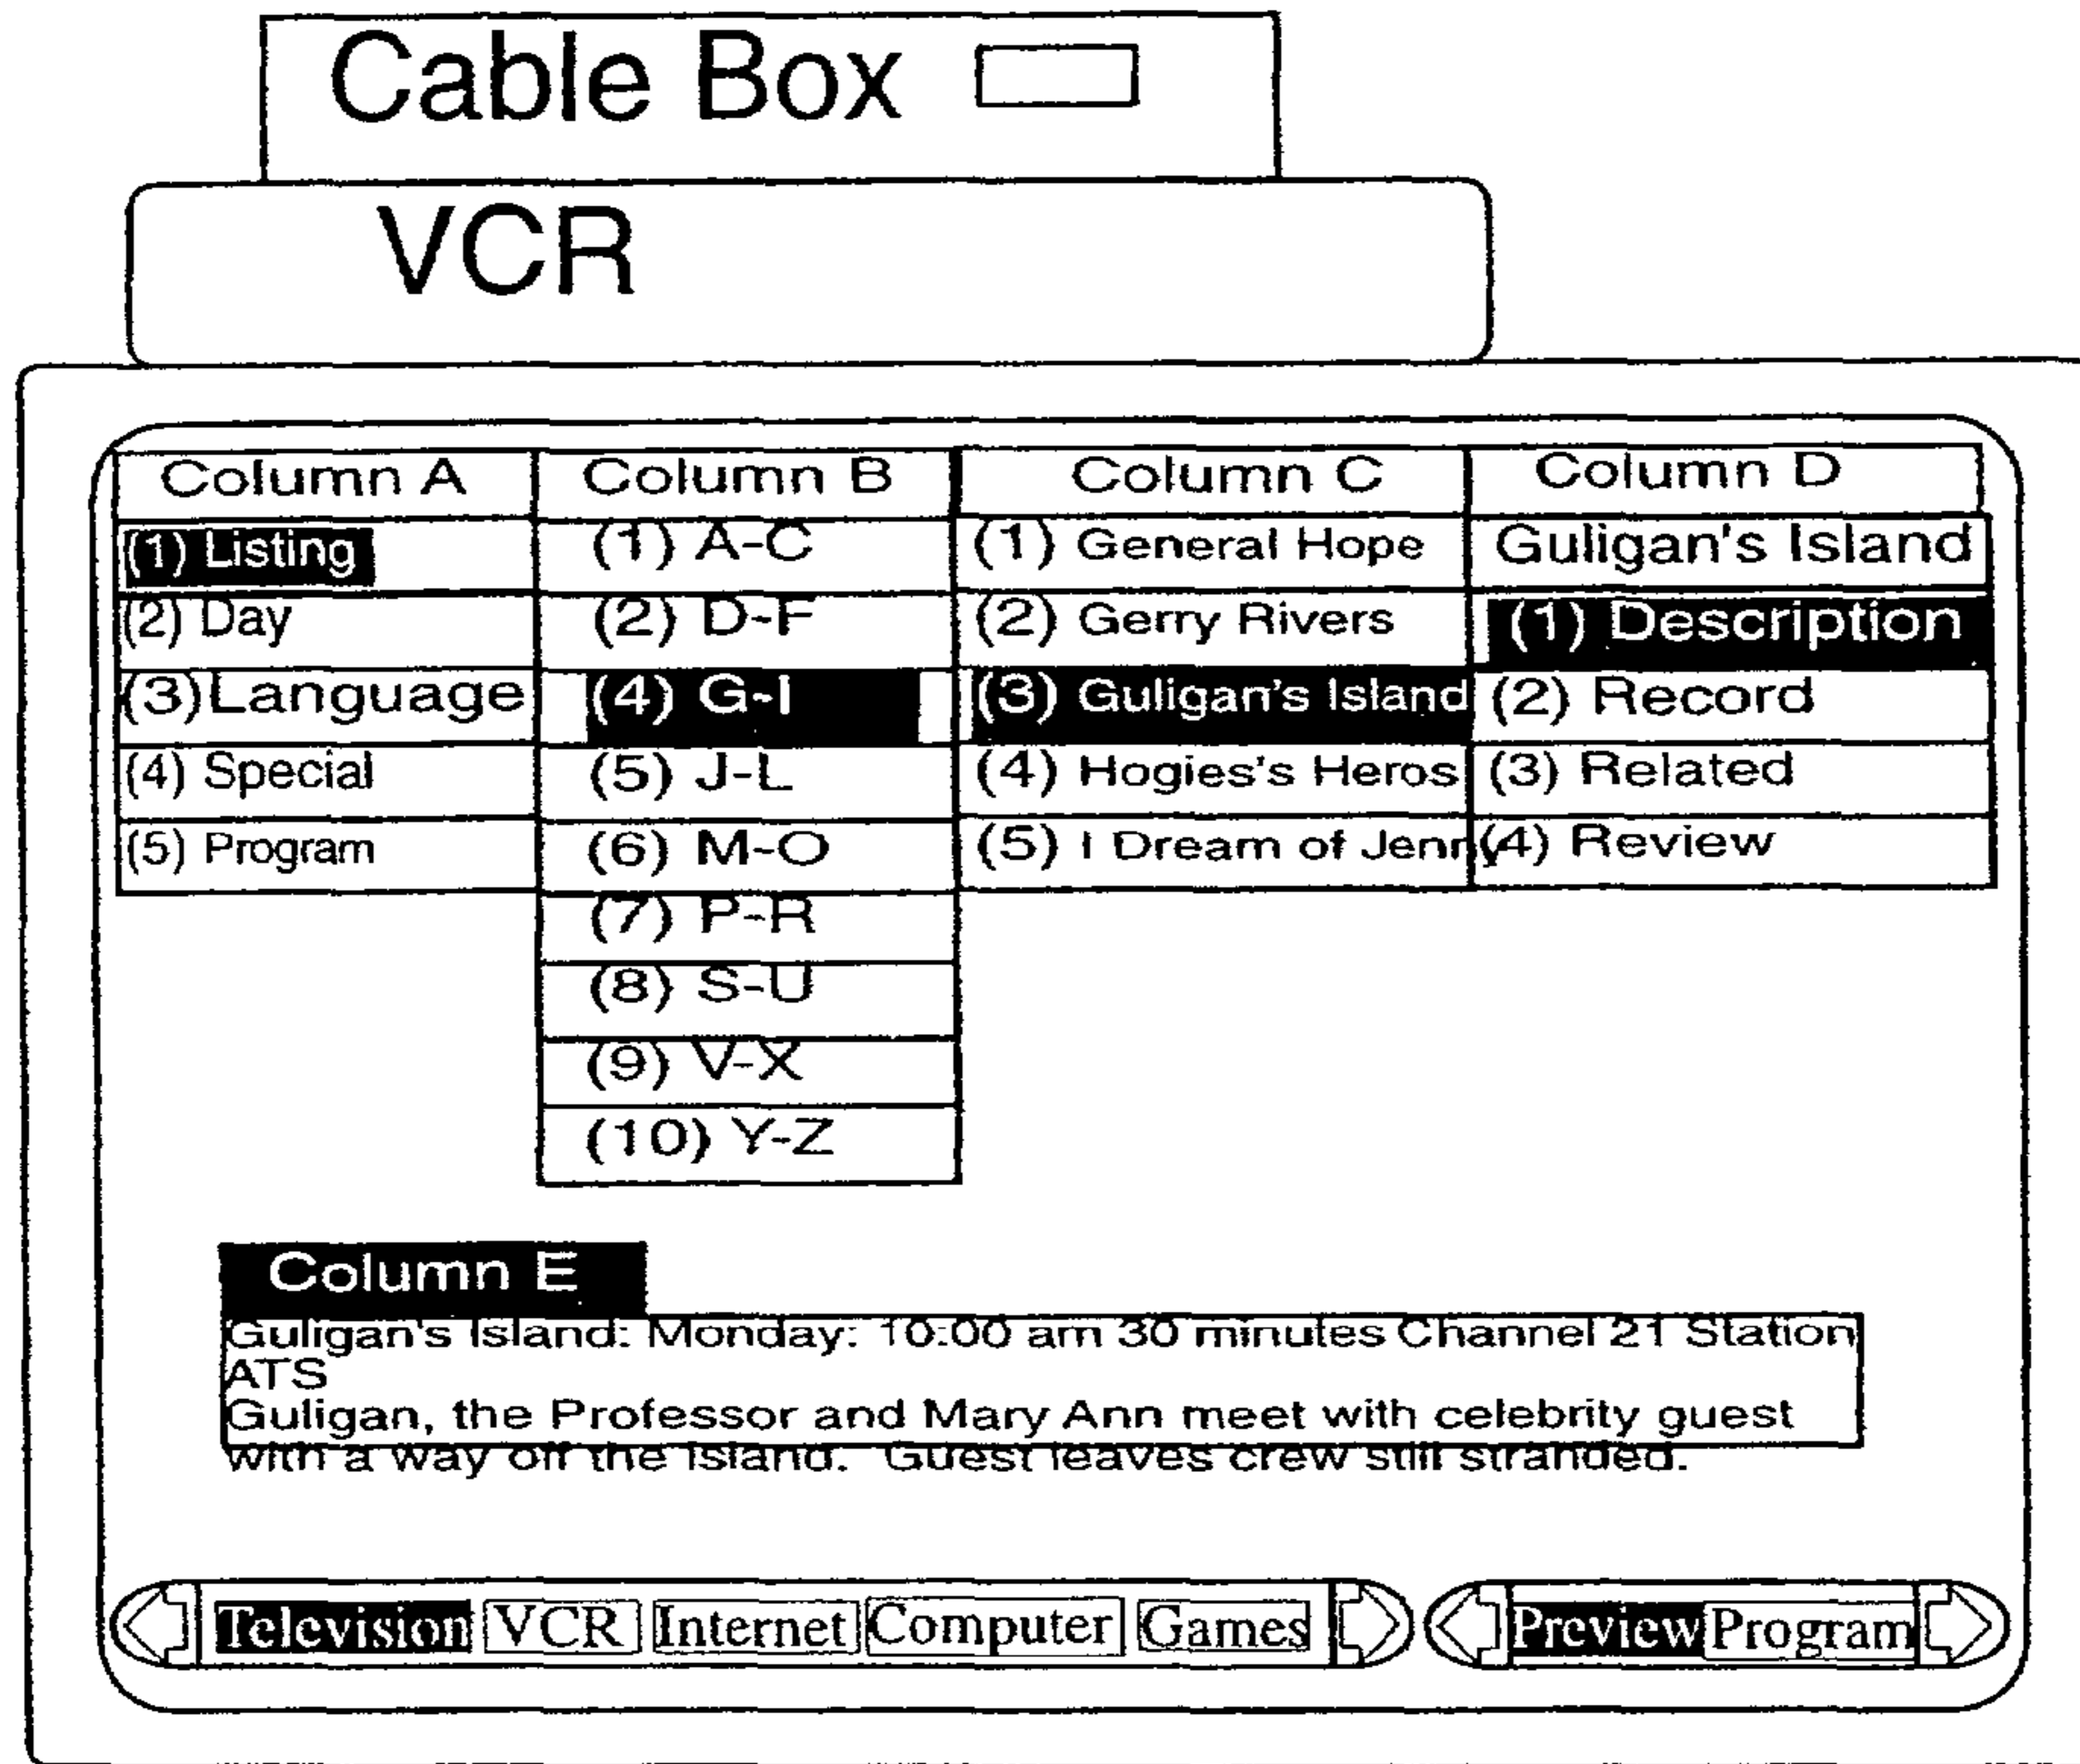 Cable Box
VCR
Column A
Column B
Column C
Column D
(1) Listing
(1) A-C
(1) General Hope
Guligan's Island
(2) Day
(2) D-F
(2) Gerry Rivers
(1) Description
(3)Language
(4) G-I
(3) Guligan's Island
(2) Record
(4) Special
(5) J-L
(4) Hogies's Heros
(3) Related
(5) Program
(6) M-O
(5) I Dream of Jenny
(4) Review
(7) P-R
(8) S-U
(9) V-X
(10) Y-Z
Column E
Guligan's Island: Monday: 10:00 am 30 minutes Channel 21 Station
ATS
Guligan, the Professor and Mary Ann meet with celebrity guest
with a way off the Island. Guest leaves crew still stranded.
Television VCR Internet Computer Games
Preview Program